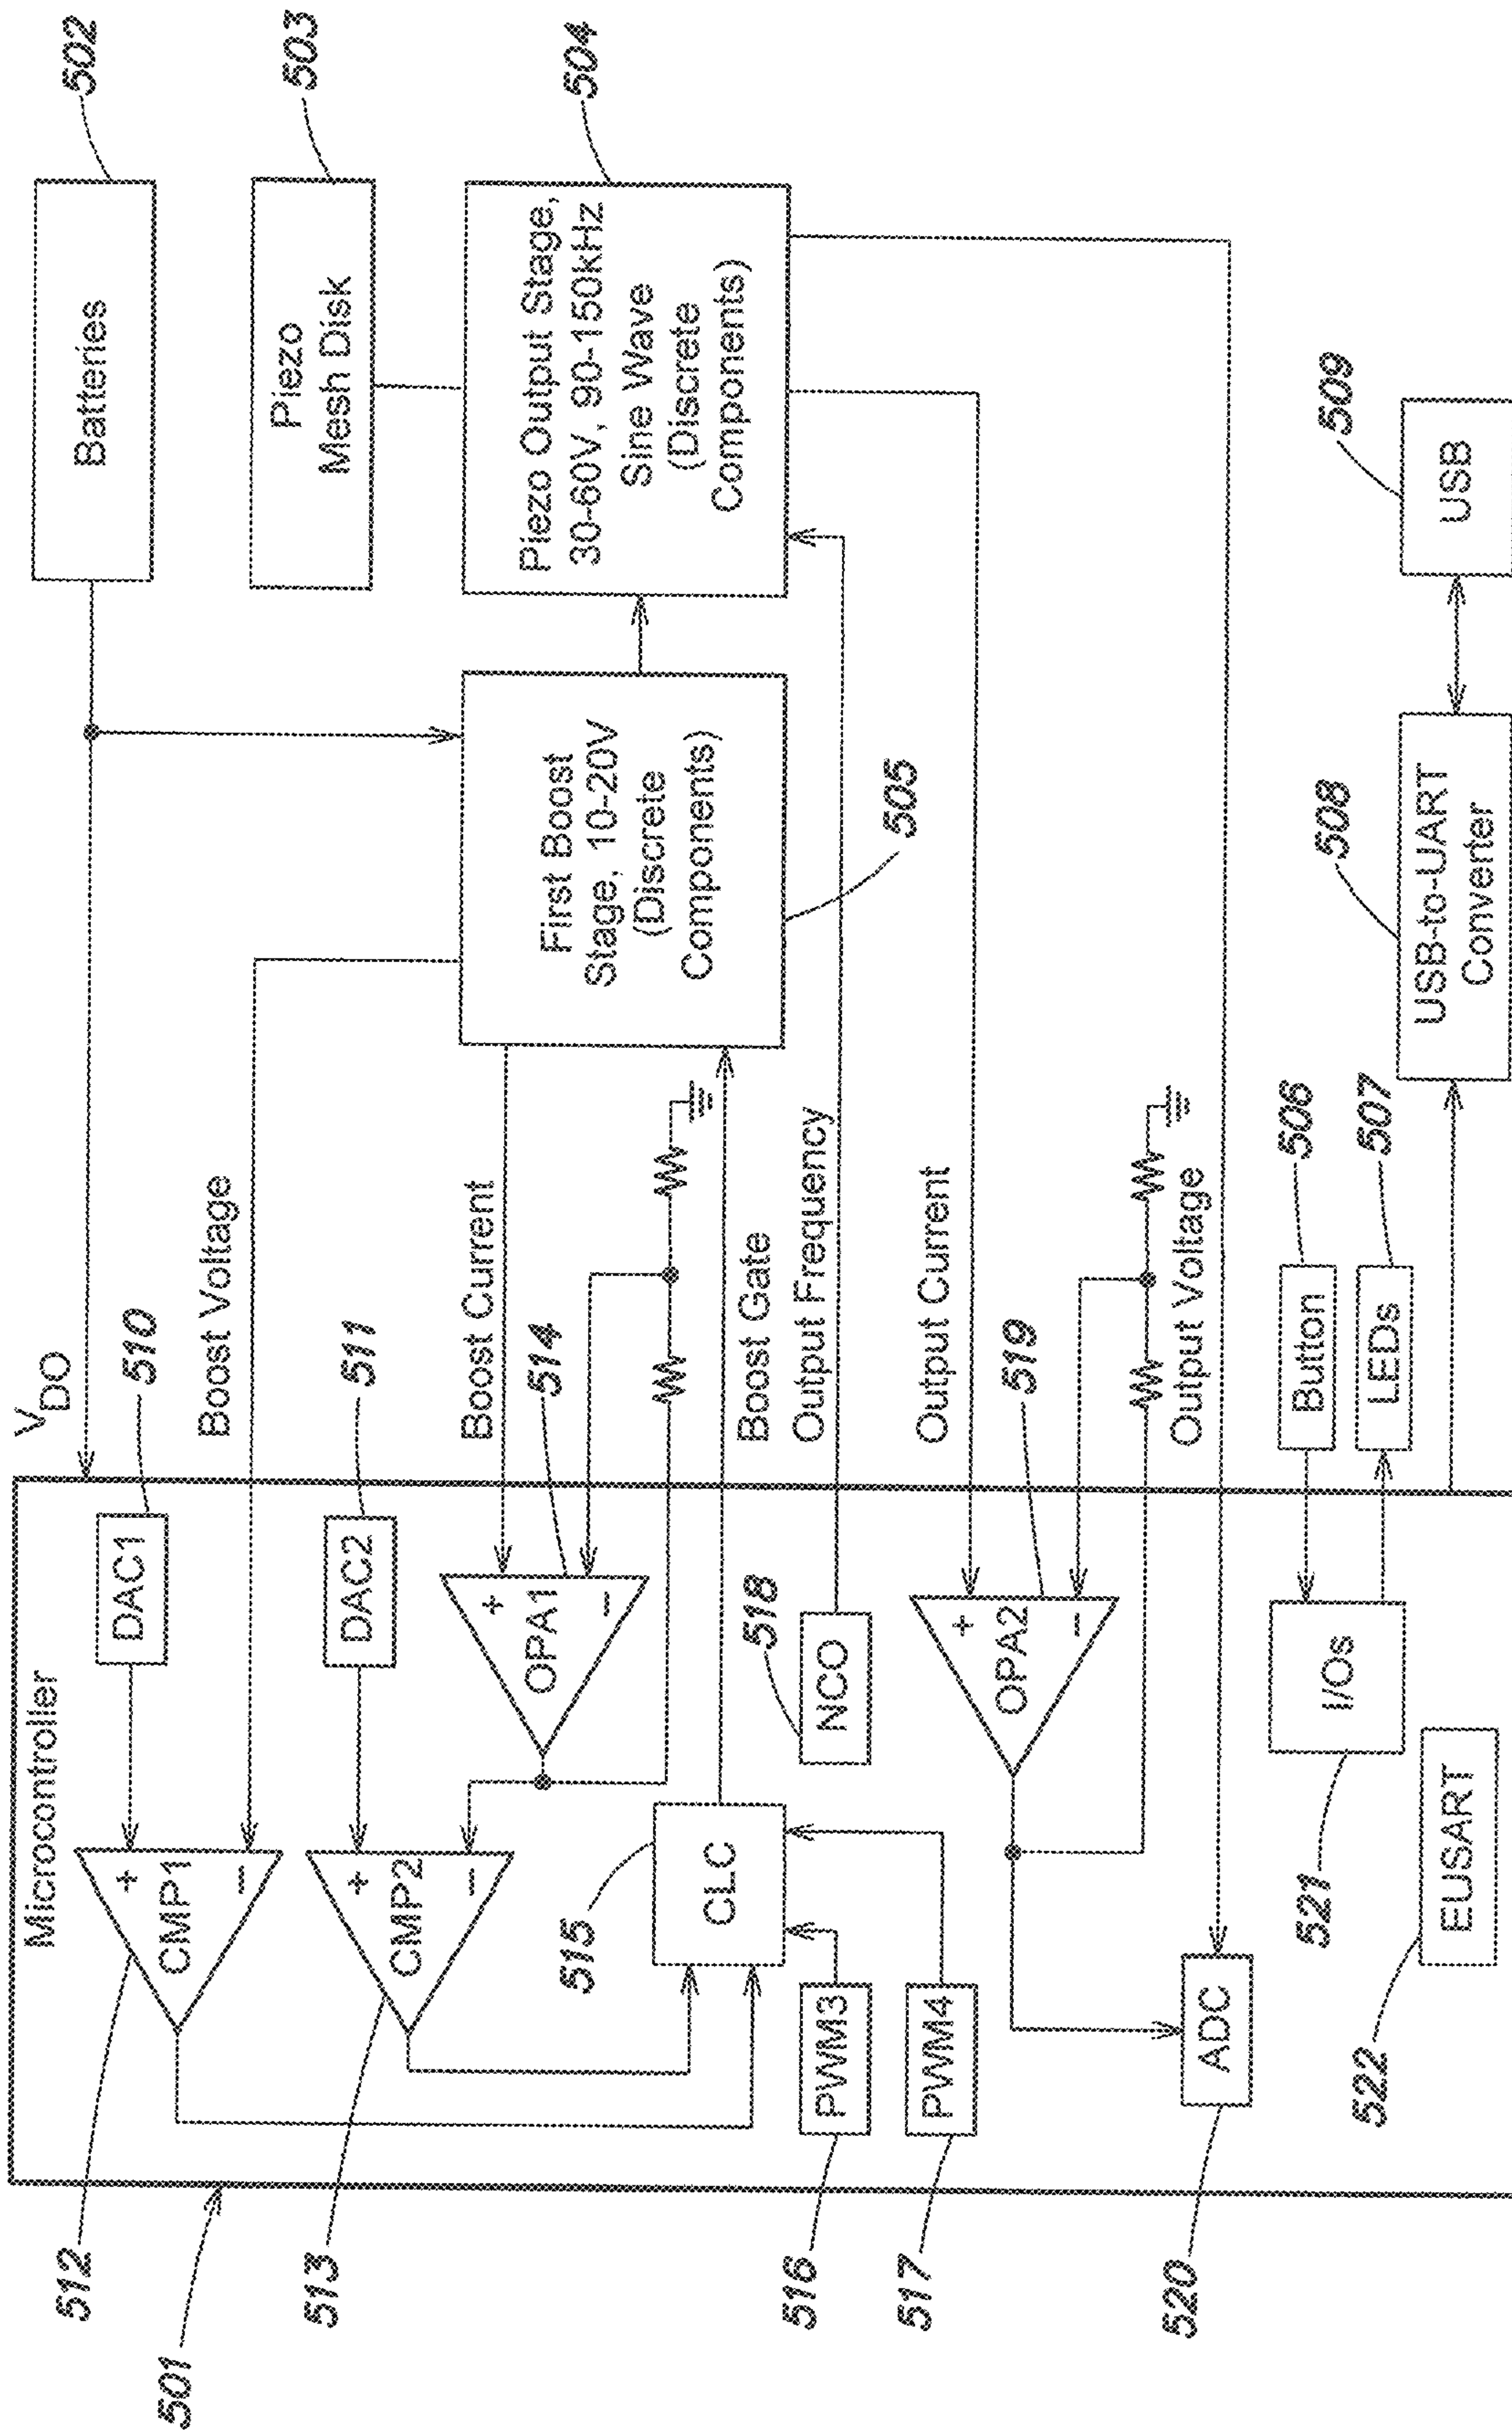 501
Microcontroller
512
CMP1
+
−
DAC1
510
V_DO
Boost Voltage
Batteries
502
513
CMP2
+
−
DAC2
511
Boost Current
Piezo
Mesh Disk
503
OPA1
+
−
514
First Boost
Stage, 10-20V
(Discrete
Components)
505
Piezo Output Stage,
30-60V, 90-150kHz
Sine Wave
(Discrete
Components)
504
515
CLC
Boost Gate
Output Frequency
516
PWM3
518
NCO
517
PWM4
OPA2
+
−
519
Output Current
Output Voltage
520
ADC
521
I/Os
Button
506
LEDs
507
522
EUSART
USB-to-UART
Converter
508
USB
509